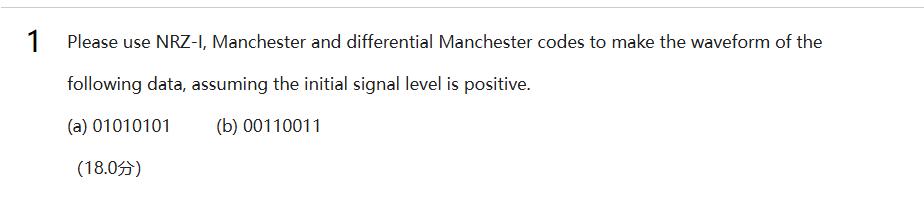 1 Please use NRZ-I, Manchester and differential Manchester codes to make the waveform of the
following data, assuming the initial signal level is positive.
(a) 01010101 (b) 00110011
(18.0分)